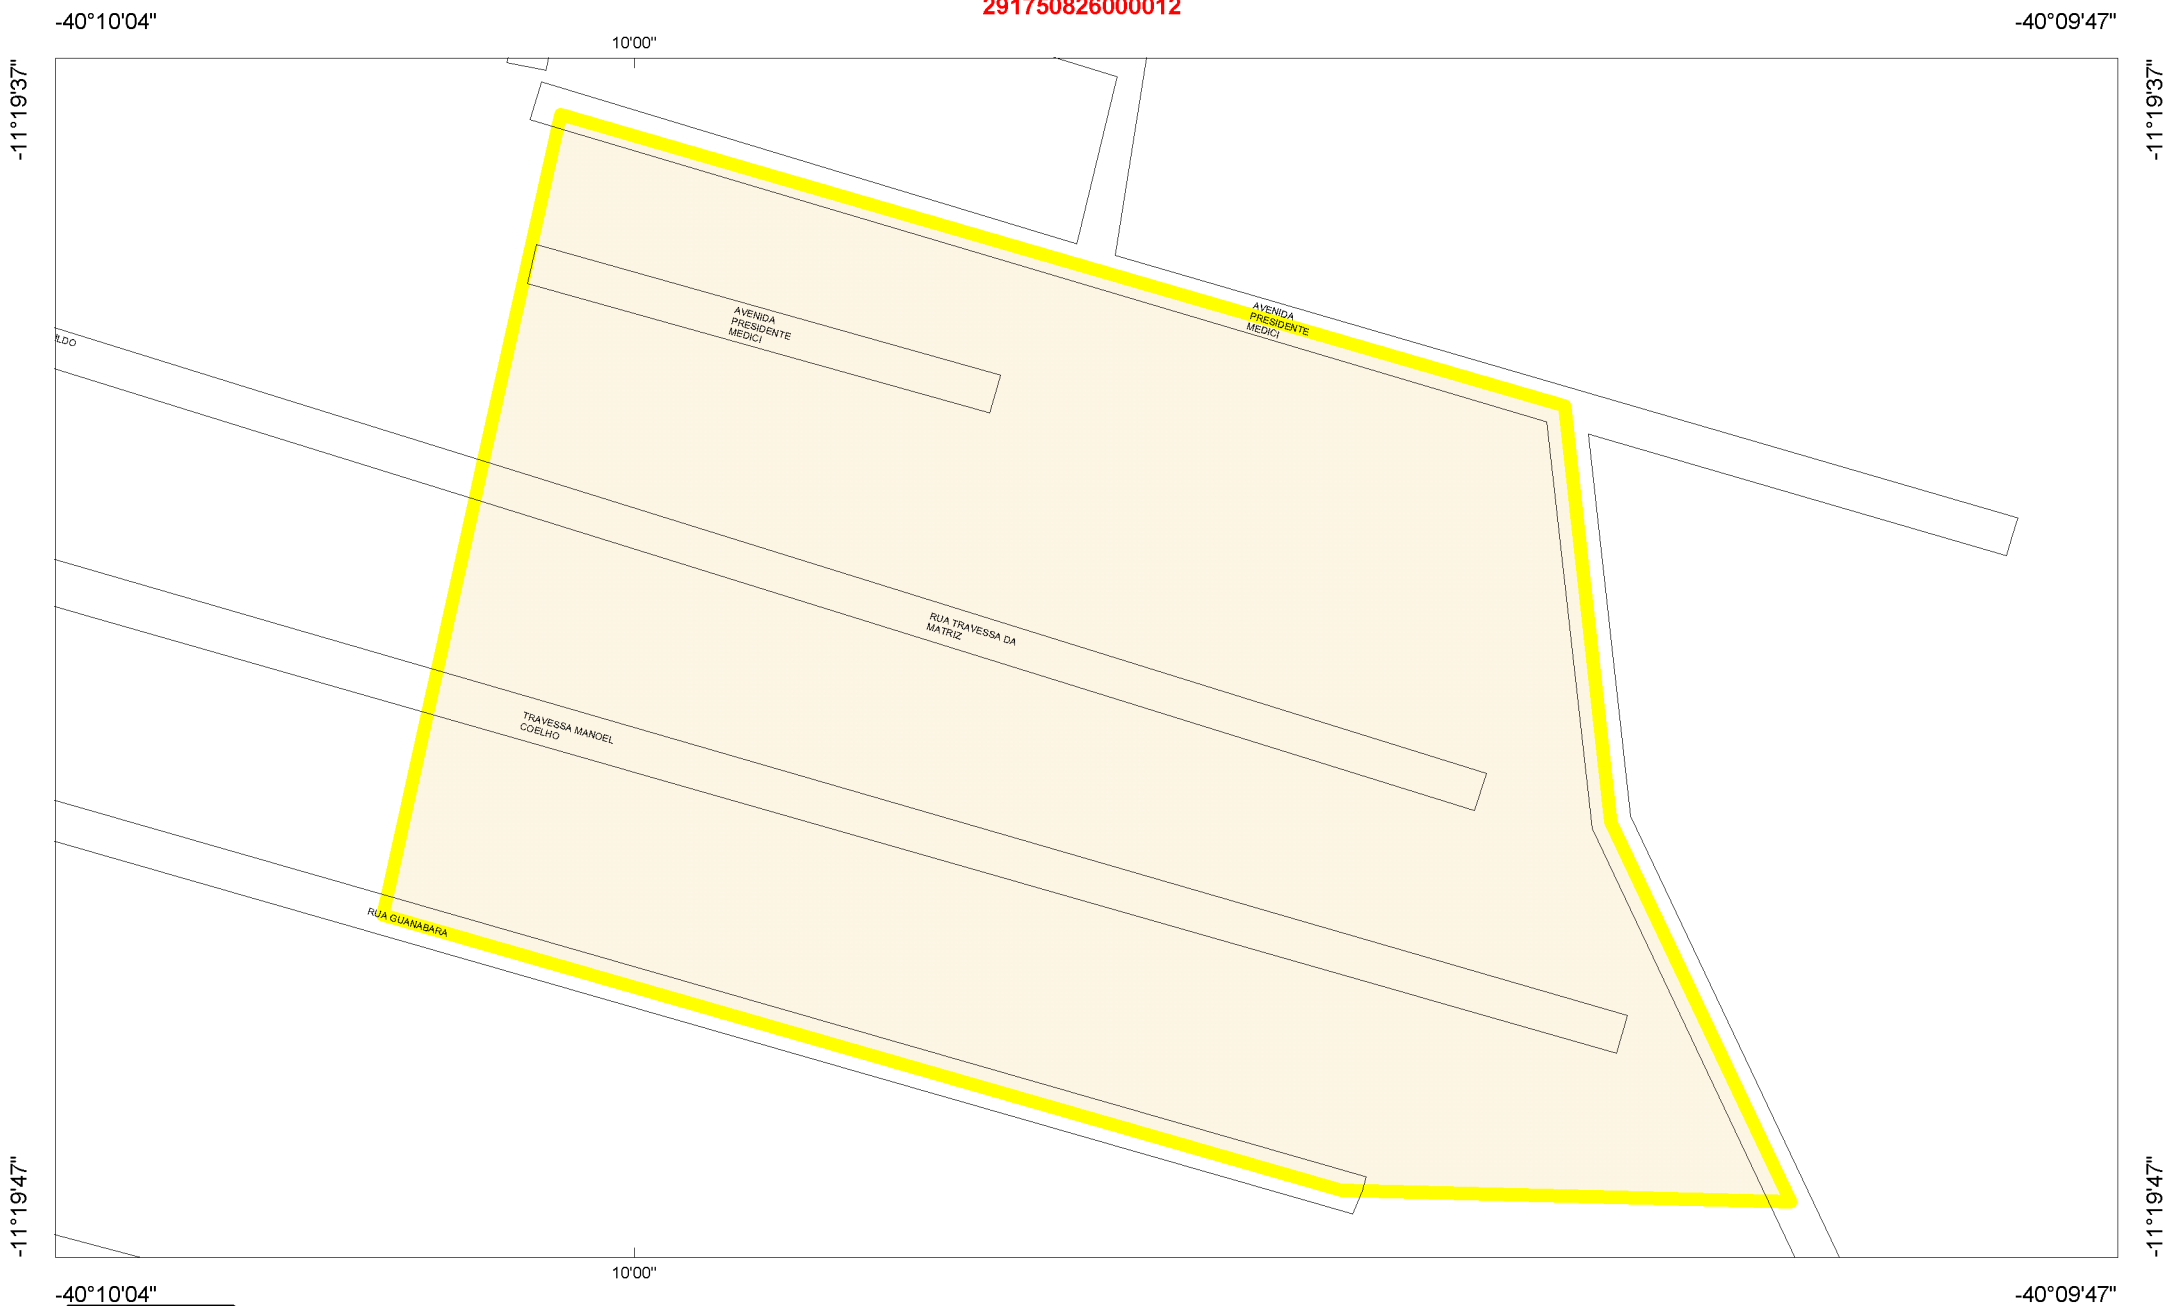 291750826000012
-40°10'04"
-40°09'47"
10'00"
-11°19'37"
-11°19'37"
AVENIDA
PRESIDENTE
MEDICI
AVENIDA
PRESIDENTE
MEDICI
RUA TRAVESSA DA
MATRIZ
TRAVESSA MANOEL
COELHO
RUA GUANABARA
-11°19'47"
-11°19'47"
10'00"
-40°10'04"
-40°09'47"